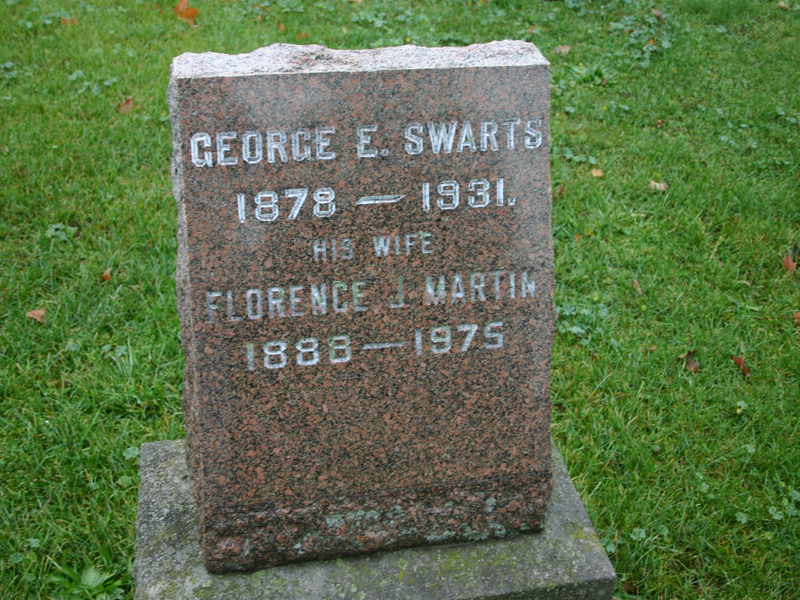 GEORGE E. SWARTS
1878 — 1931.
HIS WIFE
FLORENCE J. MARTIN
1888 — 1975